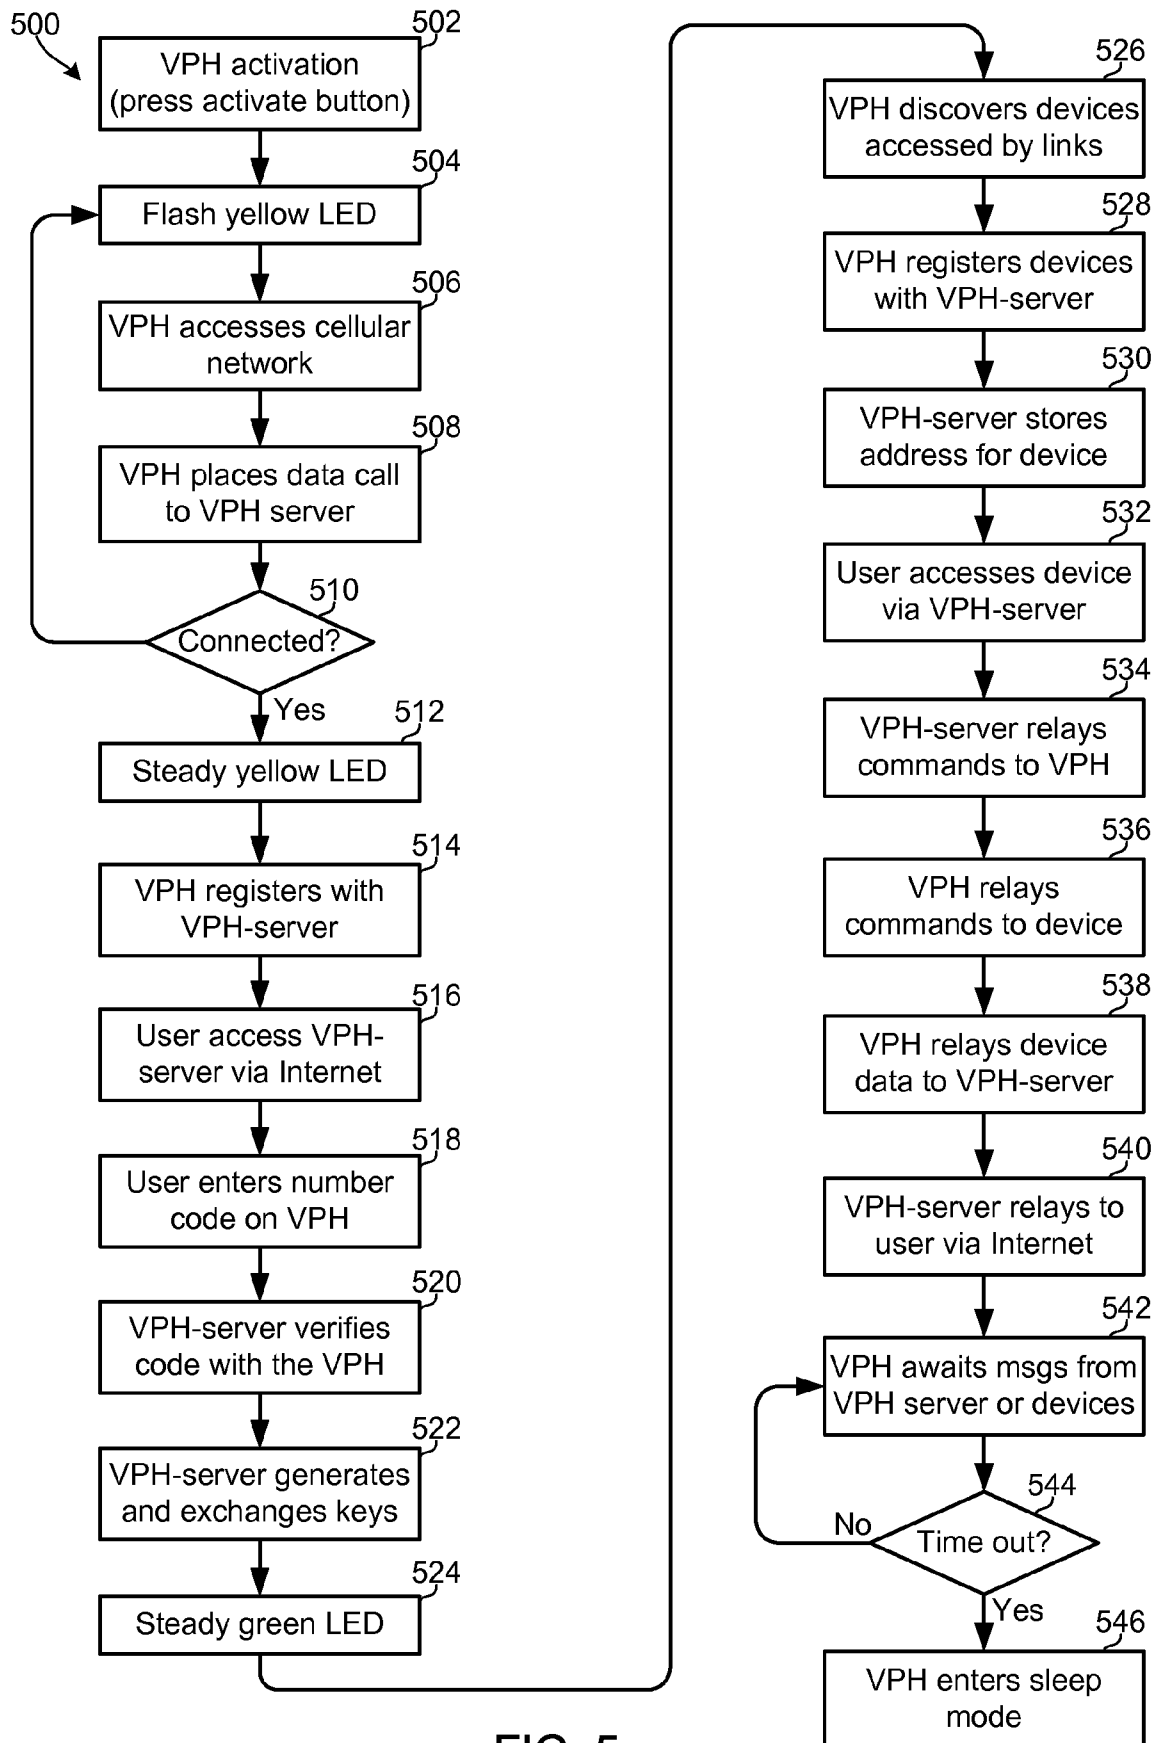 500
502
VPH activation
(press activate button)
504
Flash yellow LED
506
VPH accesses cellular
network
508
VPH places data call
to VPH server
510
Connected?
Yes
512
Steady yellow LED
514
VPH registers with
VPH-server
516
User access VPH-
server via Internet
518
User enters number
code on VPH
520
VPH-server verifies
code with the VPH
522
VPH-server generates
and exchanges keys
524
Steady green LED
526
VPH discovers devices
accessed by links
528
VPH registers devices
with VPH-server
530
VPH-server stores
address for device
532
User accesses device
via VPH-server
534
VPH-server relays
commands to VPH
536
VPH relays
commands to device
538
VPH relays device
data to VPH-server
540
VPH-server relays to
user via Internet
542
VPH awaits msgs from
VPH server or devices
544
Time out?
No
Yes
546
VPH enters sleep
mode
FIG. 5